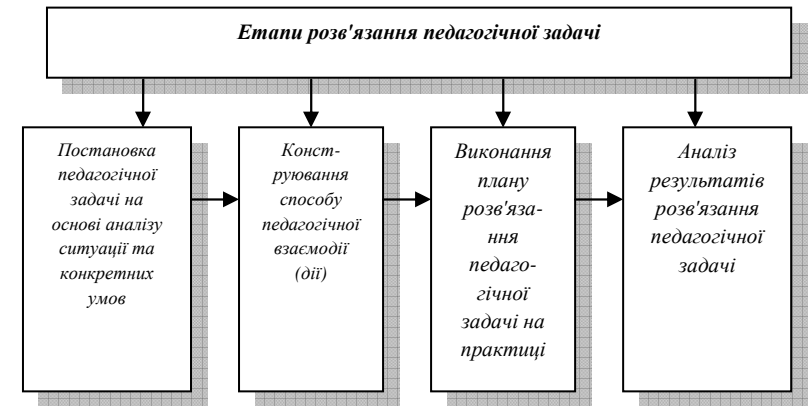 Етапи розв'язання педагогічної задачі
Постановка
педагогічної
задачі на
основі аналізу
ситуації та
конкретних
умов
Конст-
руювання
способу
педагогічної
взаємодії
(дії)
Виконання
плану
розв'яза-
ння
педаго-
гічної
задачі на
практиці
Аналіз
результатів
розв'язання
педагогічної
задачі